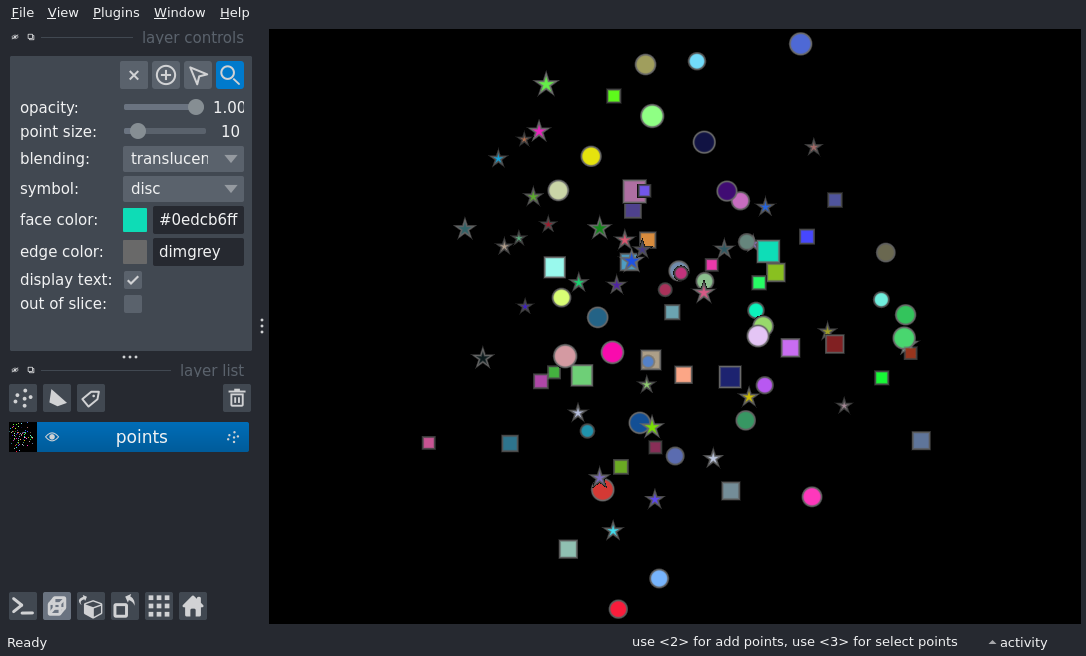 File View Plugins Window Help
layer controls
opacity: 1.00
point size: 10
blending: translucen
symbol: disc
face color: #0edcb6ff
edge color: dimgrey
display text:
out of slice:
layer list
points
Ready
use <2> for add points, use <3> for select points
activity